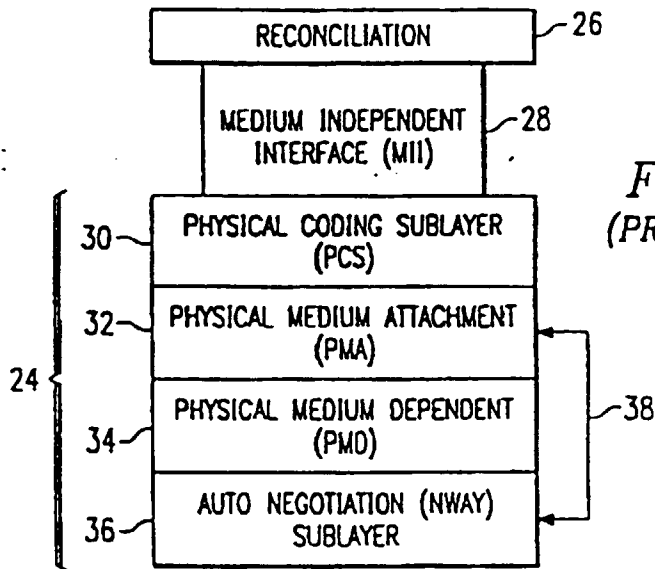 RECONCILIATION
26
MEDIUM INDEPENDENT
INTERFACE (MII)
28
30
PHYSICAL CODING SUBLAYER
(PCS)
32
PHYSICAL MEDIUM ATTACHMENT
(PMA)
24
38
34
PHYSICAL MEDIUM DEPENDENT
(PMD)
36
AUTO NEGOTIATION (NWAY)
SUBLAYER
F
(PR